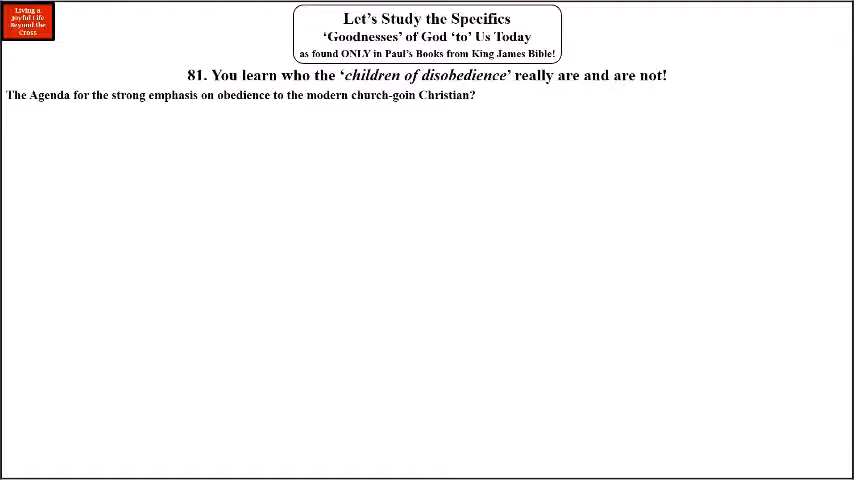 Living a
Joyful Life
Beyond the
Cross
Let's Study the Specifics
'Goodnesses' of God 'to' Us Today
as found ONLY in Paul's Books from King James Bible!
81. You learn who the 'children of disobedience' really are and are not!
The Agenda for the strong emphasis on obedience to the modern church-goin Christian?